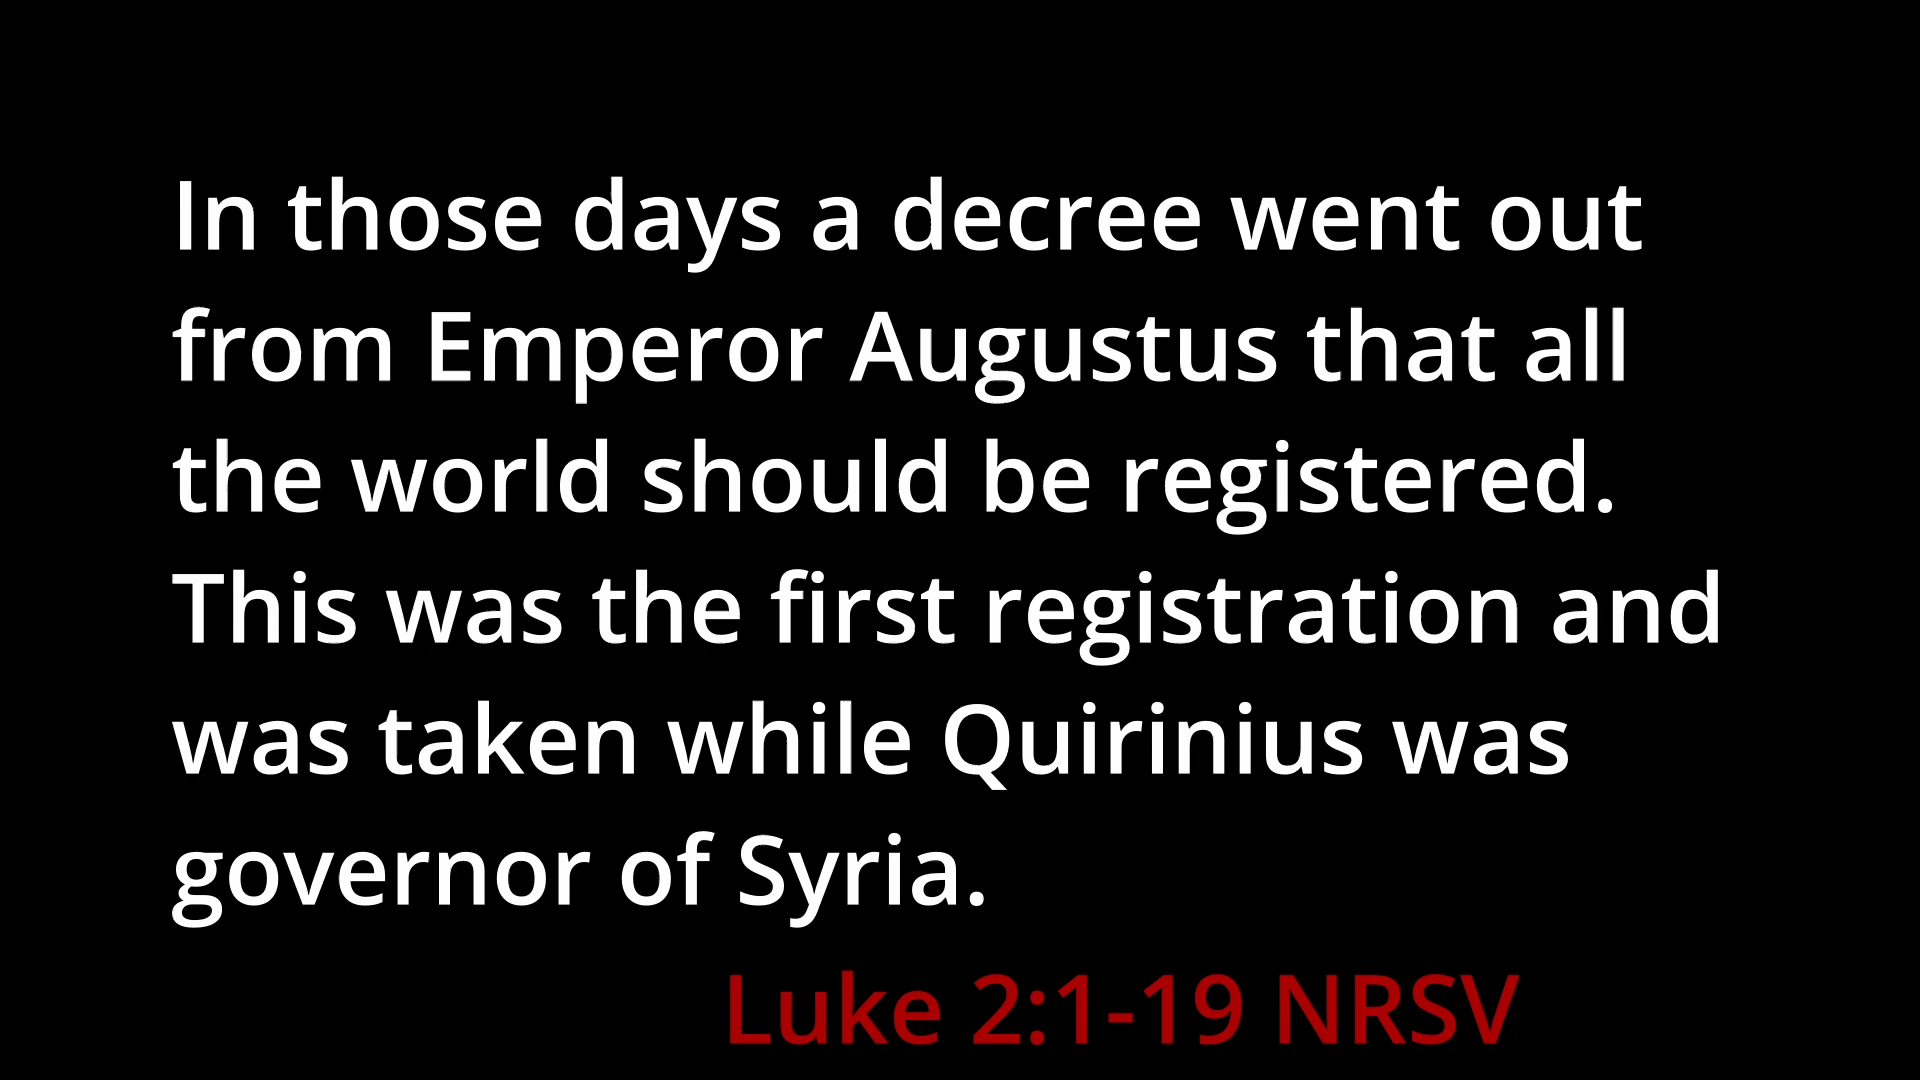 In those days a decree went out
from Emperor Augustus that all
the world should be registered.
This was the first registration and
was taken while Quirinius was
governor of Syria.
Luke 2:1-19 NRSV